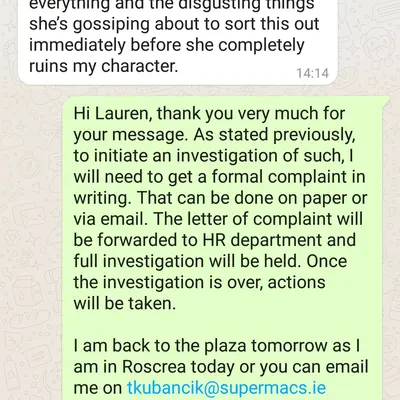 everything and the disgusting things
she's gossiping about to sort this out
immediately before she completely
ruins my character.
14:14
Hi Lauren, thank you very much for
your message. As stated previously,
to initiate an investigation of such, I
will need to get a formal complaint in
writing. That can be done on paper or
via email. The letter of complaint will
be forwarded to HR department and
full investigation will be held. Once
the investigation is over, actions
will be taken.
I am back to the plaza tomorrow as I
am in Roscrea today or you can email
me on tkubancik@supermacs.ie